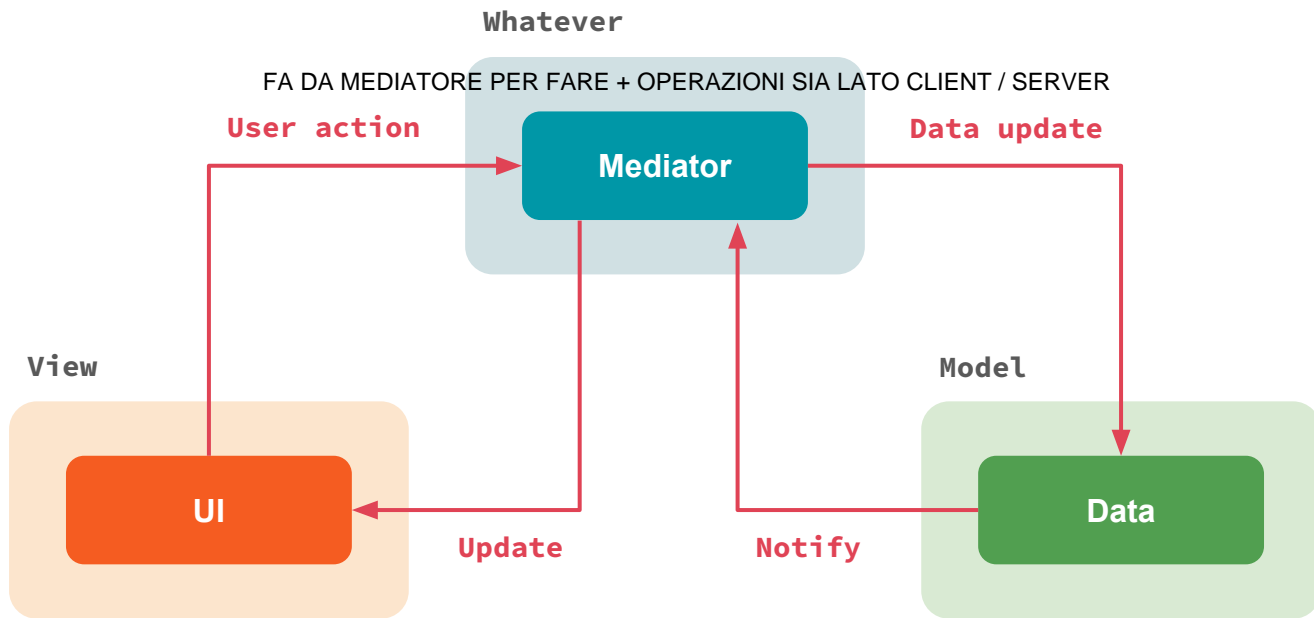 Whatever
FA DA MEDIATORE PER FARE + OPERAZIONI SIA LATO CLIENT / SERVER
User action
Data update
Mediator
View
Model
UI
Data
Update
Notify